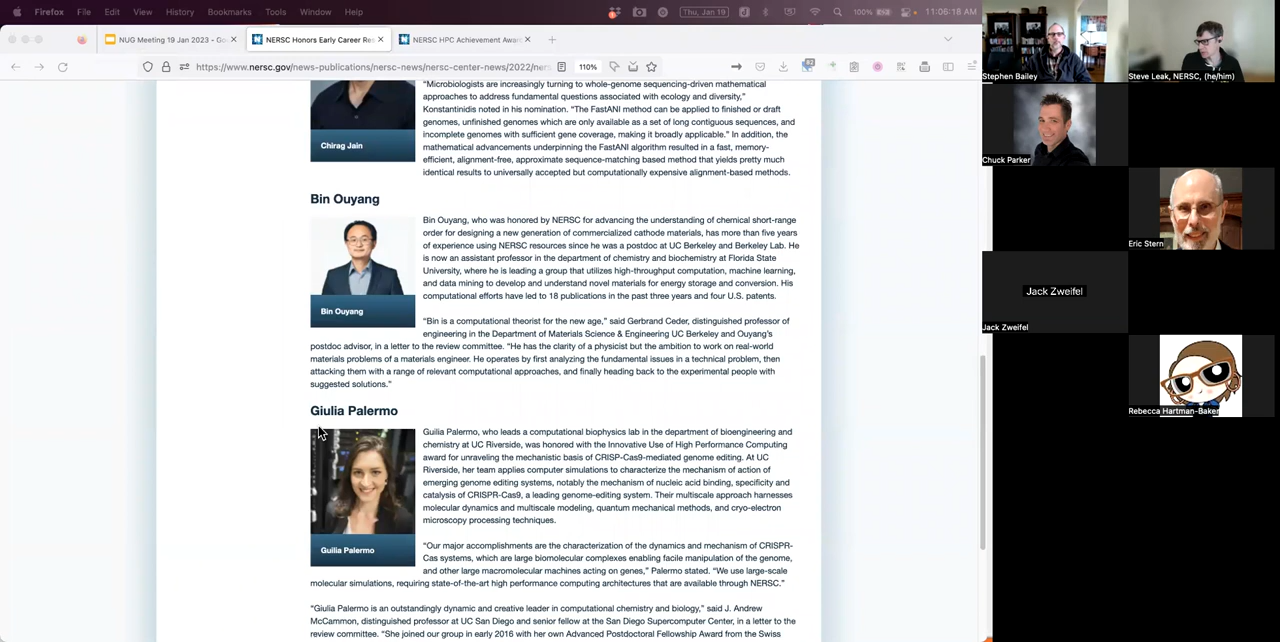 Firefox File Edit View History Bookmarks Tools Window Help
100%
Thu, Jan 19
11:06:18 AM
NUG Meeting 19 Jan 2023 - Go
NERSC Honors Early Career Re
NERSC HPC Achievement Awar
https://www.nersc.gov/news-publications/nersc-news/nersc-center-news/2022/ner
110%
"Microbiologists are increasingly turning to whole-genome sequencing-driven mathematical
approaches to address fundamental questions associated with ecology and diversity,"
Konstantinidis noted in his nomination. "The FastANI method can be applied to finished or draft
genomes, unfinished genomes which are only available as a set of long contiguous sequences, and
incomplete genomes with sufficient gene coverage, making it broadly applicable." In addition, the
mathematical advancements underpinning the FastANI algorithm resulted in a fast, memory-
efficient, alignment-free, approximate sequence-matching based method that yields pretty much
identical results to universally accepted but computationally expensive alignment-based methods.
Chirag Jain
Bin Ouyang
Bin Ouyang, who was honored by NERSC for advancing the understanding of chemical short-range
order for designing a new generation of commercialized cathode materials, has more than five years
of experience using NERSC resources since he was a postdoc at UC Berkeley and Berkeley Lab. He
is now an assistant professor in the department of chemistry and biochemistry at Florida State
University, where he is leading a group that utilizes high-throughput computation, machine learning,
and data mining to develop and understand novel materials for energy storage and conversion. His
computational efforts have led to 18 publications in the past three years and four U.S. patents.
Bin Ouyang
"Bin is a computational theorist for the new age," said Gerbrand Ceder, distinguished professor of
engineering in the Department of Materials Science & Engineering UC Berkeley and Ouyang's
postdoc advisor, in a letter to the review committee. "He has the clarity of a physicist but the ambition to work on real-world
materials problems of a materials engineer. He operates by first analyzing the fundamental issues in a technical problem, then
attacking them with a range of relevant computational approaches, and finally heading back to the experimental people with
suggested solutions."
Giulia Palermo
Guilia Palermo, who leads a computational biophysics lab in the department of bioengineering and
chemistry at UC Riverside, was honored with the Innovative Use of High Performance Computing
award for unraveling the mechanistic basis of CRISP-Cas9-mediated genome editing. At UC
Riverside, her team applies computer simulations to characterize the mechanism of action of
emerging genome editing systems, notably the mechanism of nucleic acid binding, specificity and
catalysis of CRISPR-Cas9, a leading genome-editing system. Their multiscale approach harnesses
molecular dynamics and multiscale modeling, quantum mechanical methods, and cryo-electron
microscopy processing techniques.
Guilia Palermo
"Our major accomplishments are the characterization of the dynamics and mechanism of CRISPR-
Cas systems, which are large biomolecular complexes enabling facile manipulation of the genome,
and other large macromolecular machines acting on genes," Palermo stated. "We use large-scale
molecular simulations, requiring state-of-the-art high performance computing architectures that are available through NERSC."
"Giulia Palermo is an outstandingly dynamic and creative leader in computational chemistry and biology," said J. Andrew
McCammon, distinguished professor at UC San Diego and senior fellow at the San Diego Supercomputer Center, in a letter to the
review committee. "She joined our group in early 2016 with her own Advanced Postdoctoral Fellowship Award from the Swiss
Stephen Bailey
Steve Leak, NERSC, (he/him)
Chuck Parker
Eric Stern
Jack Zweifel
Jack Zweifel
Rebecca Hartman-Baker